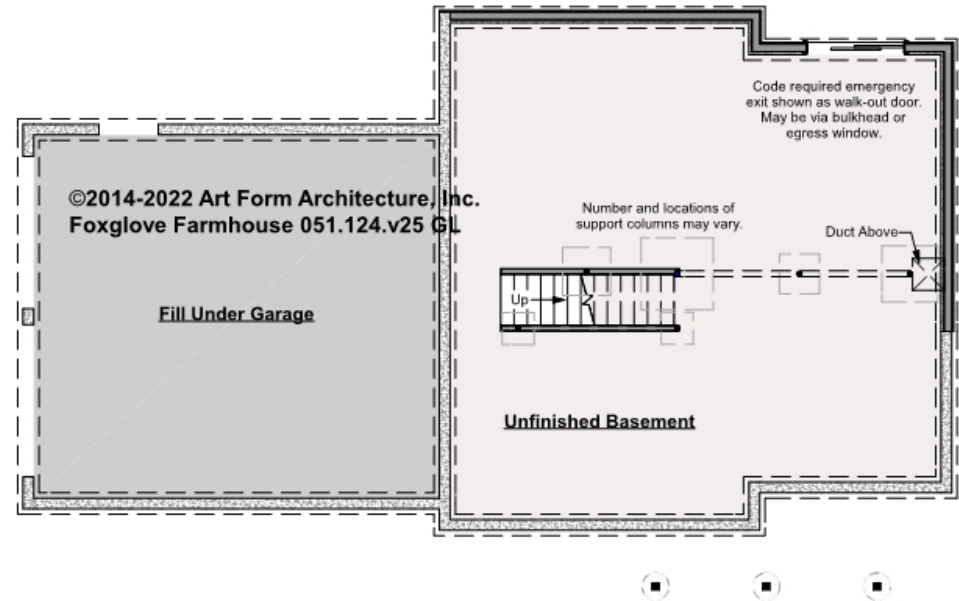 Code required emergency
exit shown as walk-out door.
May be via bulkhead or
egress window.
©2014-2022 Art Form Architecture, Inc.
Foxglove Farmhouse 051.124.v25 GL
Number and locations of
support columns may vary.
Duct Above
Up
Fill Under Garage
Unfinished Basement